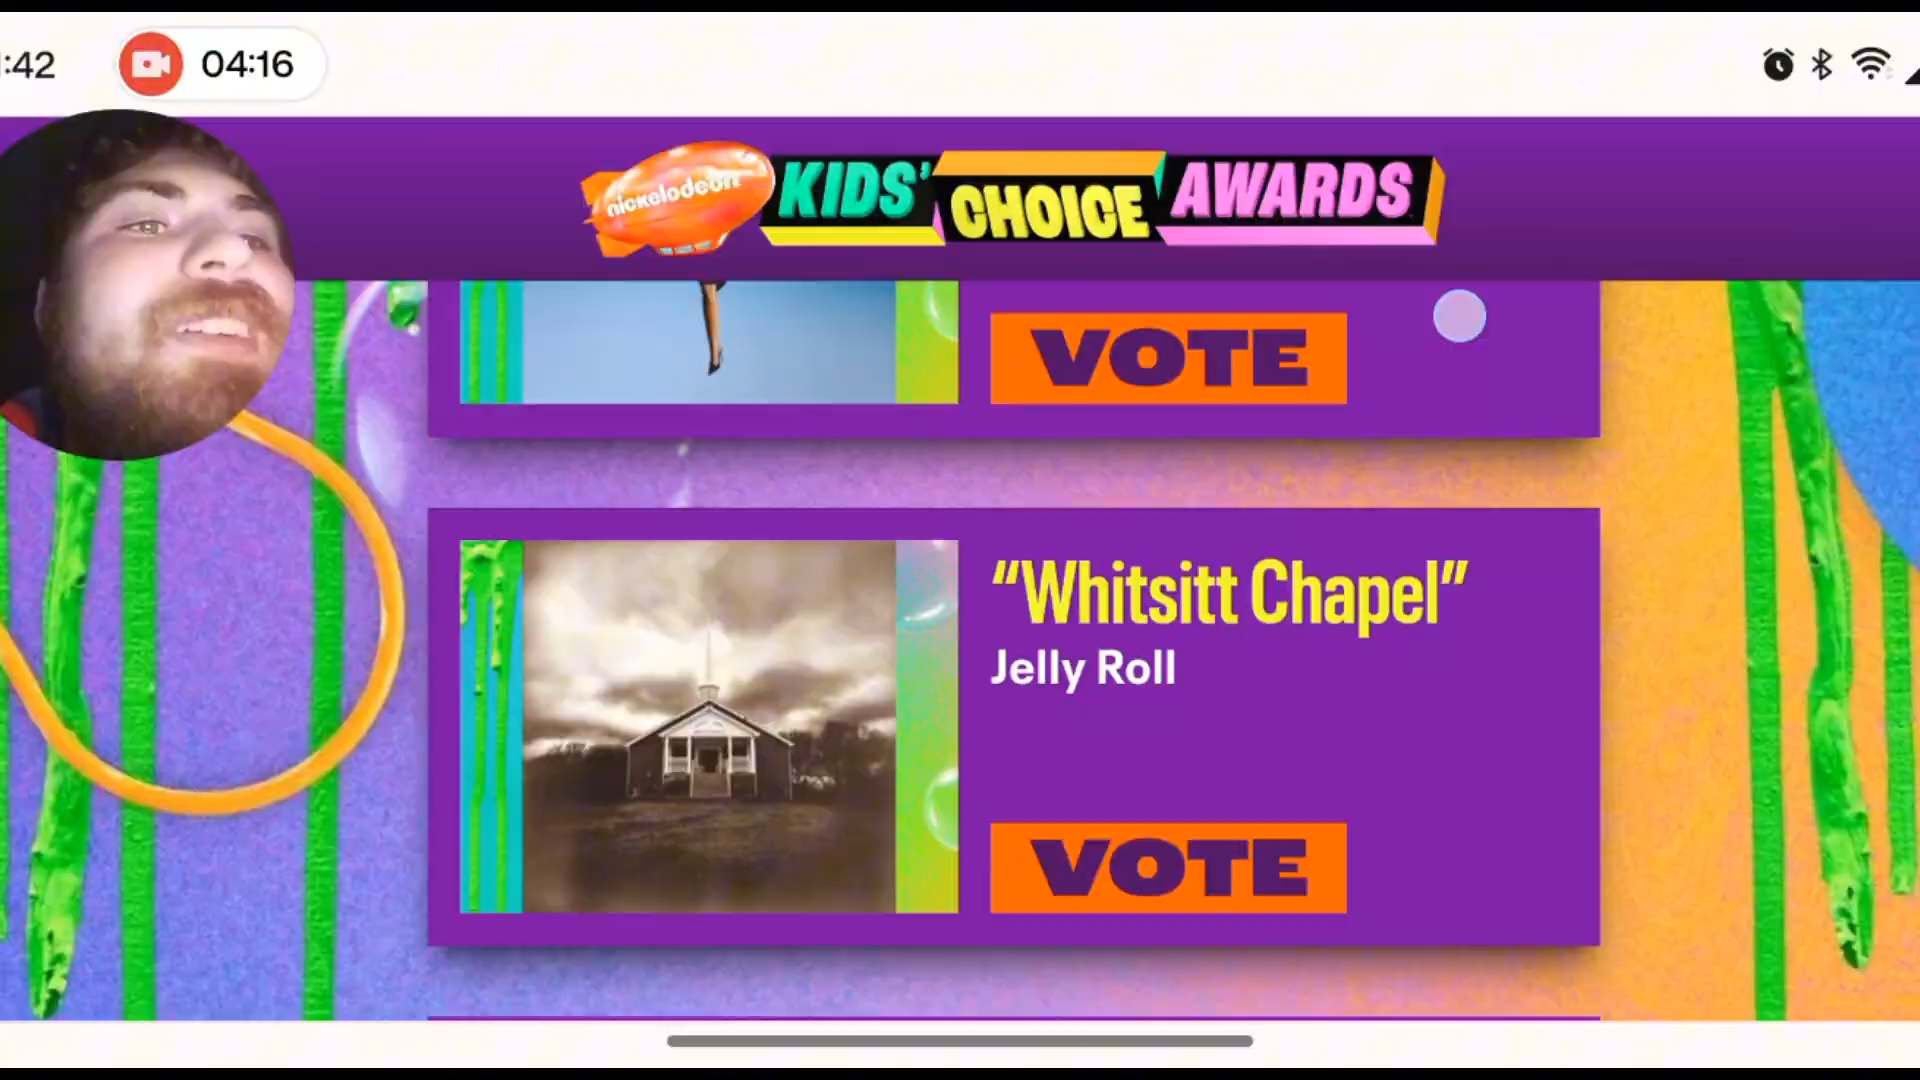 :42
04:16
nickelodeon
KIDS'
CHOICE
AWARDS
VOTE
“Whitsitt Chapel”
Jelly Roll
VOTE